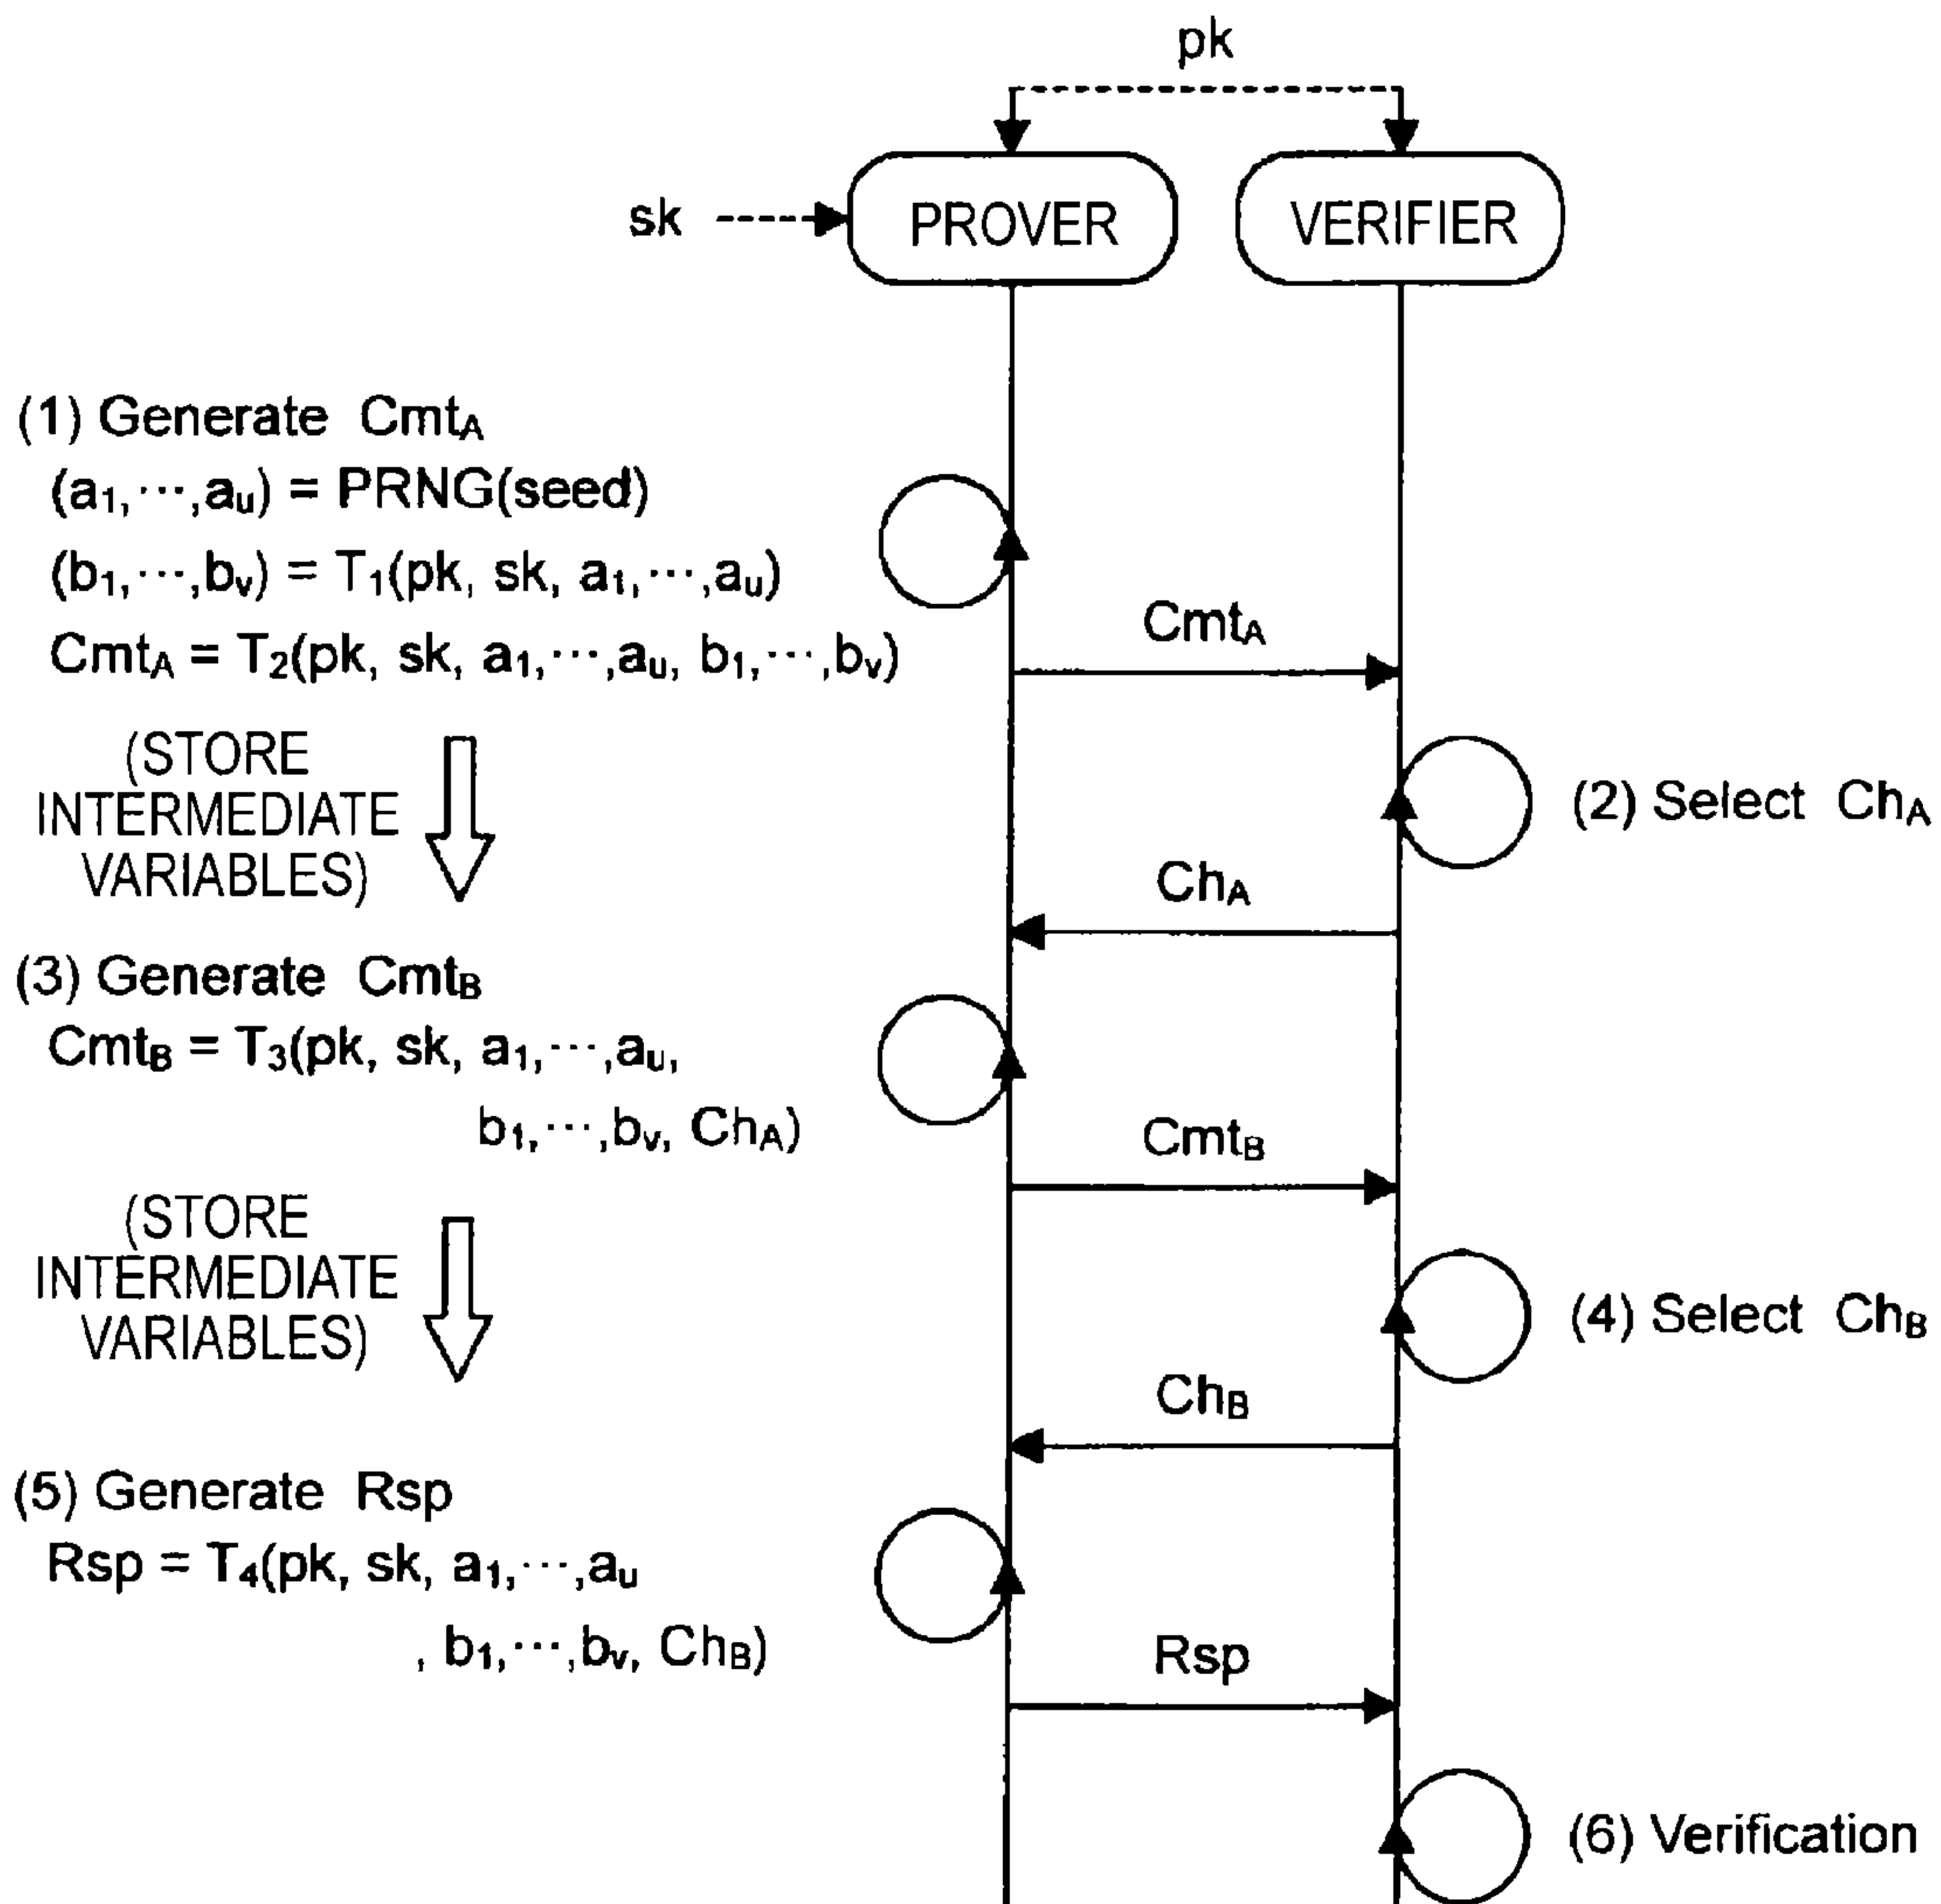 pk
sk
PROVER
VERIFIER
(1) Generate CmtA
(a1,···,au) = PRNG(seed)
(b1,···,bv) = T1(pk, sk, a1,···,au)
CmtA = T2(pk, sk, a1,···,au, b1,···,bv)
CmtA
(STORE
INTERMEDIATE
VARIABLES)
(2) Select ChA
ChA
(3) Generate CmtB
CmtB = T3(pk, sk, a1,···,au,
b1,···,bv, ChA)
CmtB
(STORE
INTERMEDIATE
VARIABLES)
(4) Select ChB
ChB
(5) Generate Rsp
Rsp = T4(pk, sk, a1,···,au
, b1,···,bv, ChB)
Rsp
(6) Verification